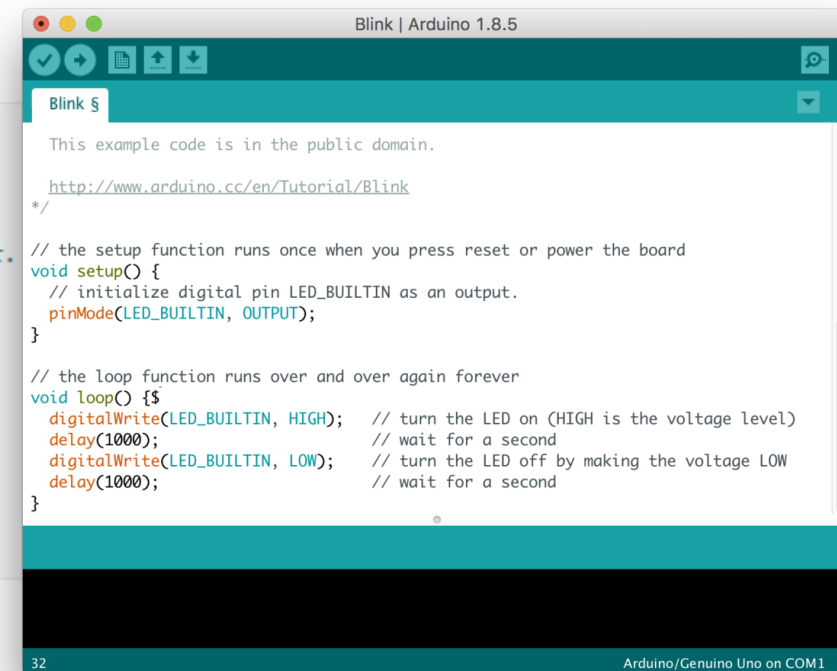 Blink | Arduino 1.8.5
Blink §
This example code is in the public domain.
http://www.arduino.cc/en/Tutorial/Blink
*/
// the setup function runs once when you press reset or power the board
void setup() {
// initialize digital pin LED_BUILTIN as an output.
pinMode(LED_BUILTIN, OUTPUT);
}
// the loop function runs over and over again forever
void loop() {$
digitalWrite(LED_BUILTIN, HIGH); // turn the LED on (HIGH is the voltage level)
delay(1000); // wait for a second
digitalWrite(LED_BUILTIN, LOW); // turn the LED off by making the voltage LOW
delay(1000); // wait for a second
}
32
Arduino/Genuino Uno on COM1